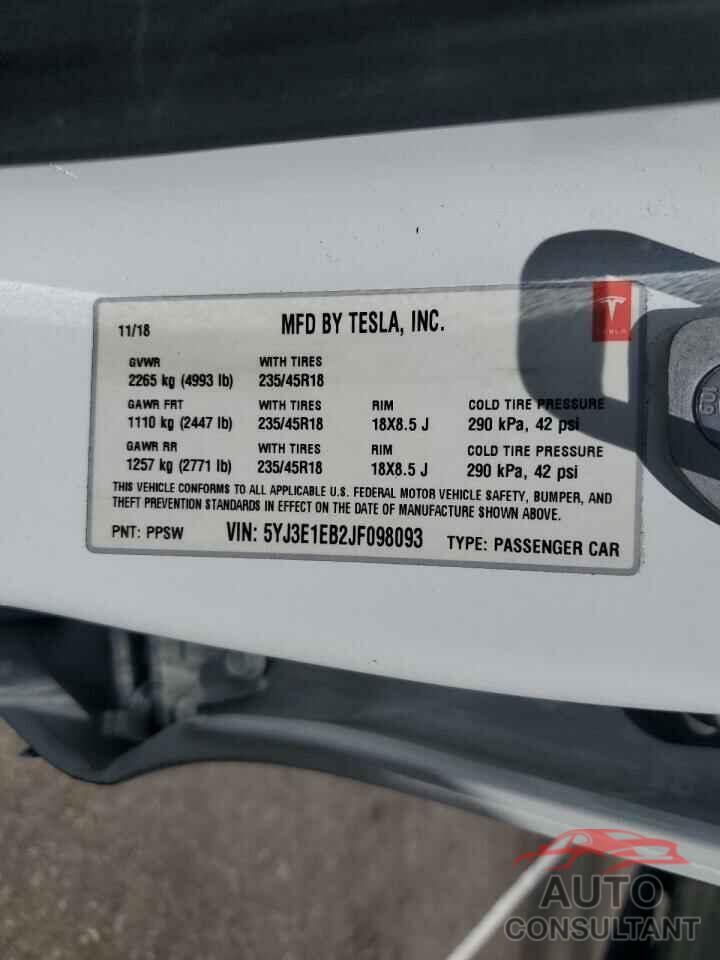 11/18 MFD BY TESLA, INC.
TESLA
GVWR WITH TIRES
2265 kg (4993 lb) 235/45R18
GAWR FRT WITH TIRES RIM COLD TIRE PRESSURE
1110 kg (2447 lb) 235/45R18 18X8.5 J 290 kPa, 42 psi
GAWR RR WITH TIRES RIM COLD TIRE PRESSURE
1257 kg (2771 lb) 235/45R18 18X8.5 J 290 kPa, 42 psi
THIS VEHICLE CONFORMS TO ALL APPLICABLE U.S. FEDERAL MOTOR VEHICLE SAFETY, BUMPER, AND
THEFT PREVENTION STANDARDS IN EFFECT ON THE DATE OF MANUFACTURE SHOWN ABOVE.
PNT: PPSW VIN: 5YJ3E1EB2JF098093 TYPE: PASSENGER CAR
AUTO
CONSULTANT